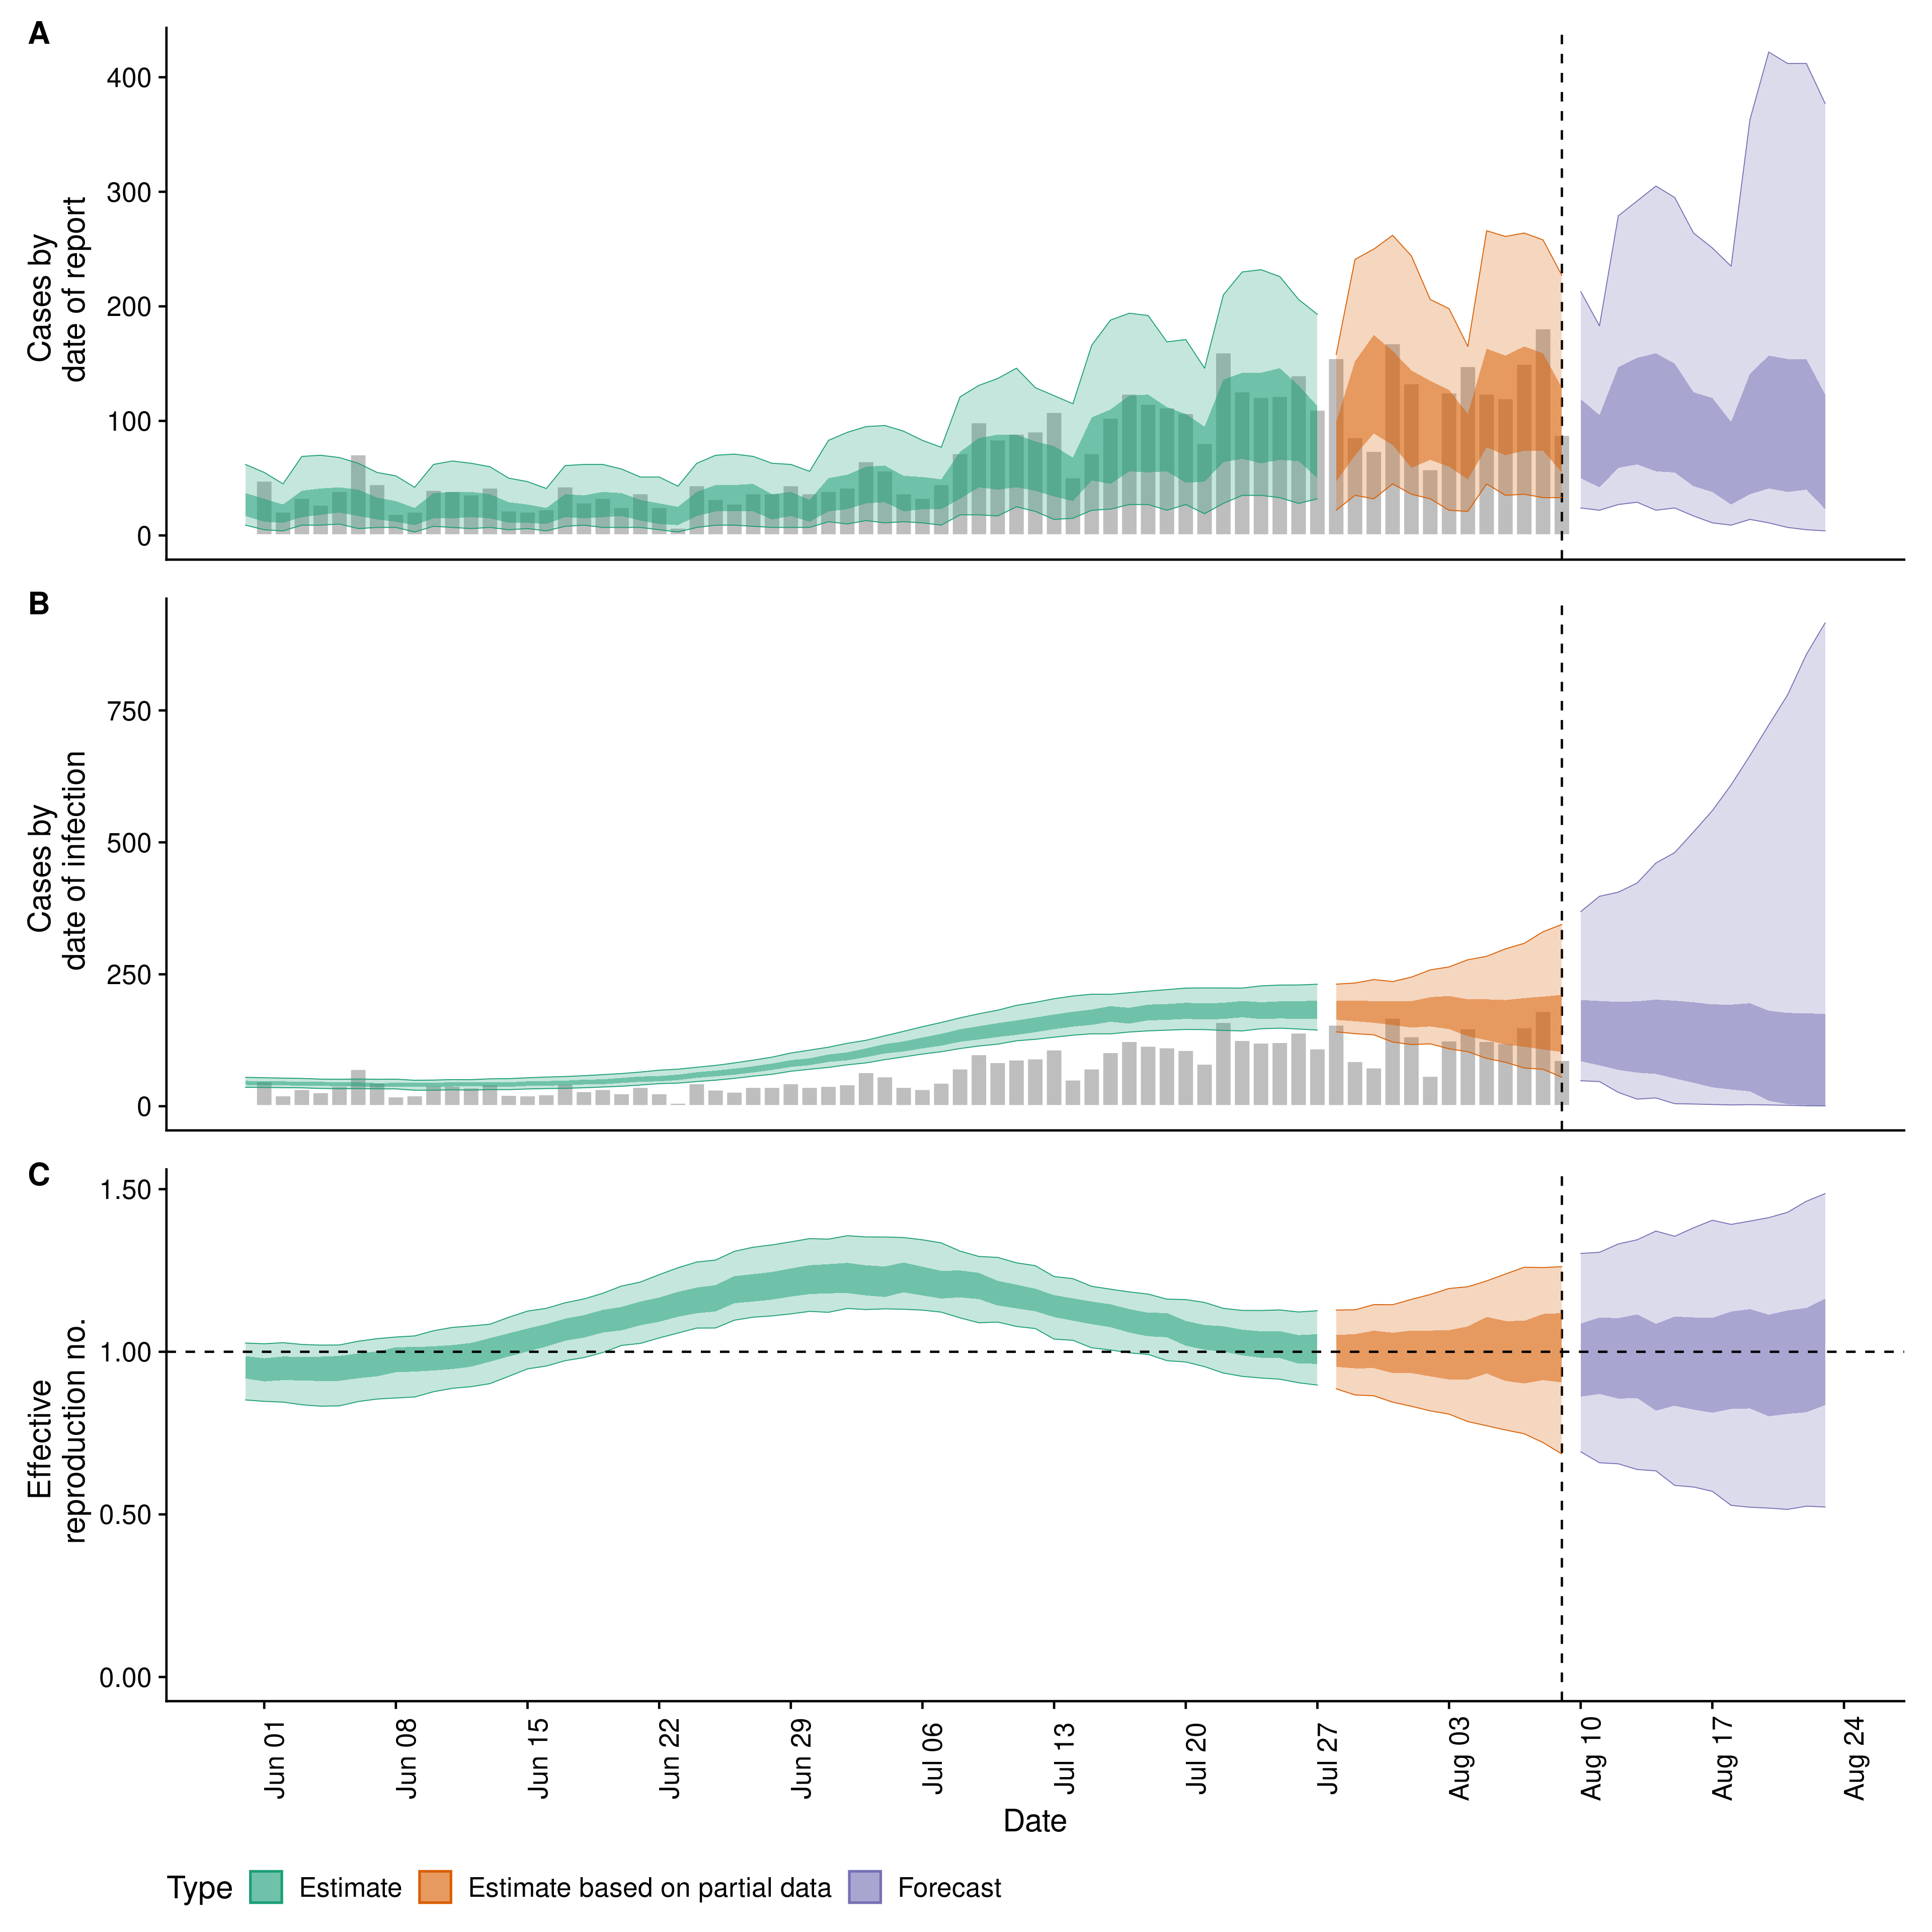 A
400
300
200
100
0
Cases by
date of report
B
750
500
250
0
Cases by
date of infection
C
1.50
1.00
0.50
0.00
Effective
reproduction no.
Jun 01
Jun 08
Jun 15
Jun 22
Jun 29
Jul 06
Jul 13
Jul 20
Jul 27
Aug 03
Aug 10
Aug 17
Aug 24
Date
Type Estimate Estimate based on partial data Forecast